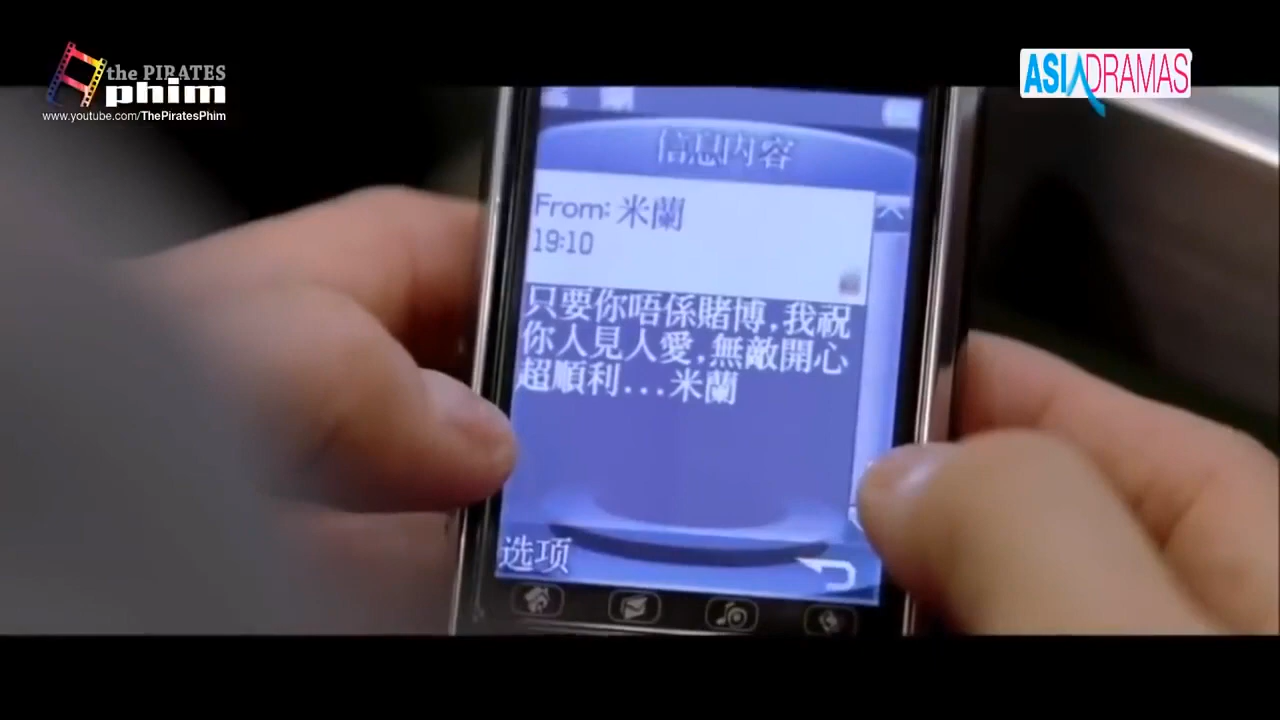 the PIRATES
phim
www.youtube.com/ThePiratesPhim
ASIADRAMAS
信息内容
From: 米蘭
19:10
只要你唔係賭博,我祝
你人見人愛,無敵開心
超順利...米蘭
选项